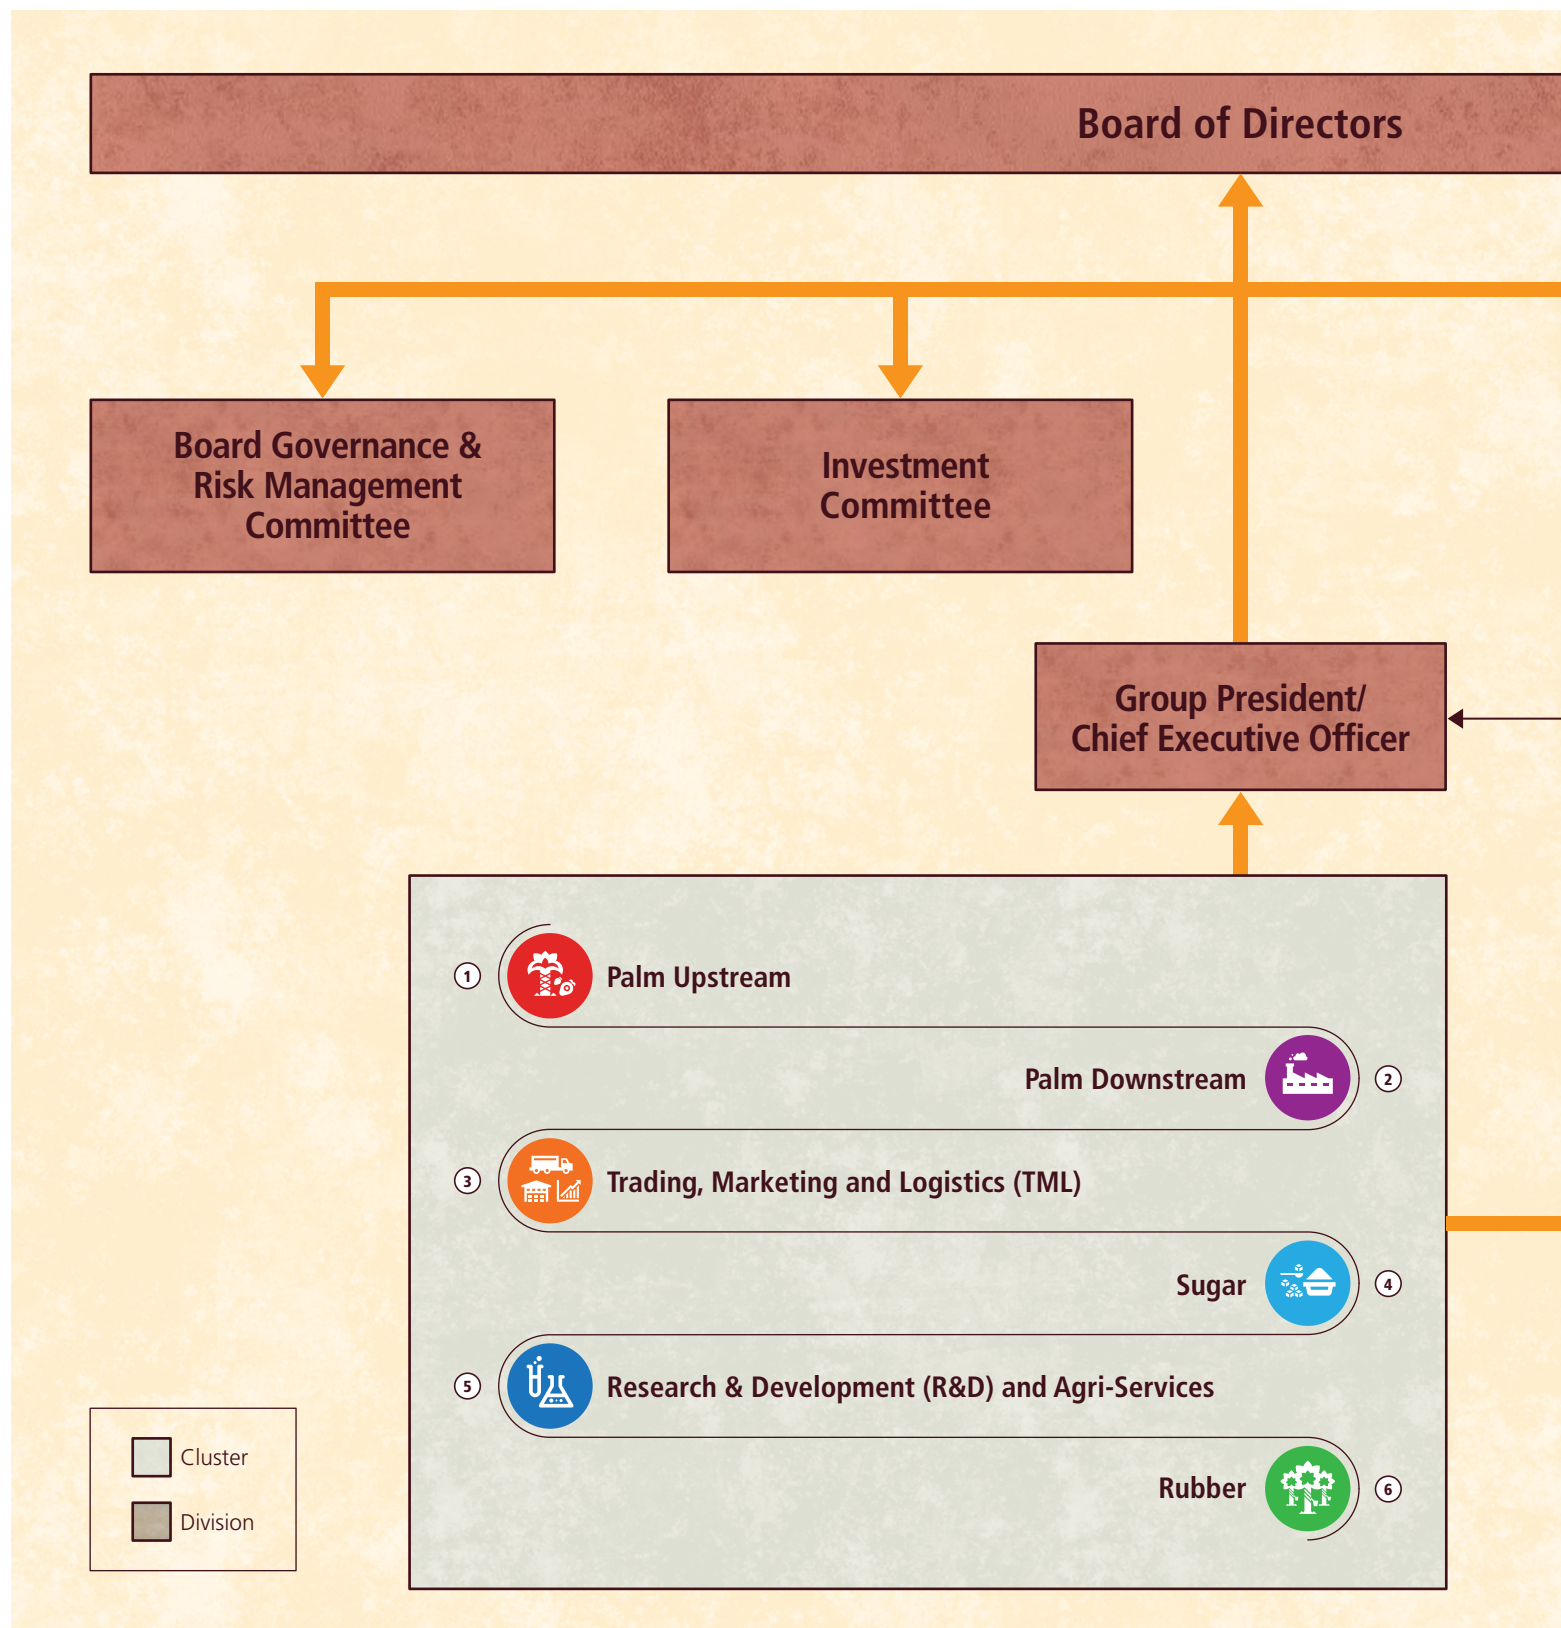 Board of Directors
Board Governance &
Risk Management
Committee
Investment
Committee
Group President/
Chief Executive Officer
1 Palm Upstream
Palm Downstream 2
3 Trading, Marketing and Logistics (TML)
Sugar 4
5 Research & Development (R&D) and Agri-Services
Rubber 6
Cluster
Division